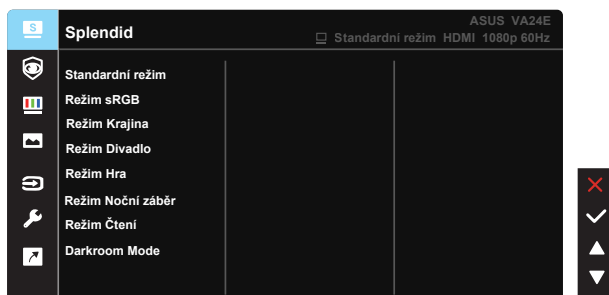 S
Splendid
ASUS VA24E
Standardní režim HDMI 1080p 60Hz
Standardní režim
Režim sRGB
Režim Krajina
Režim Divadlo
Režim Hra
Režim Noční záběr
Režim Čtení
Darkroom Mode